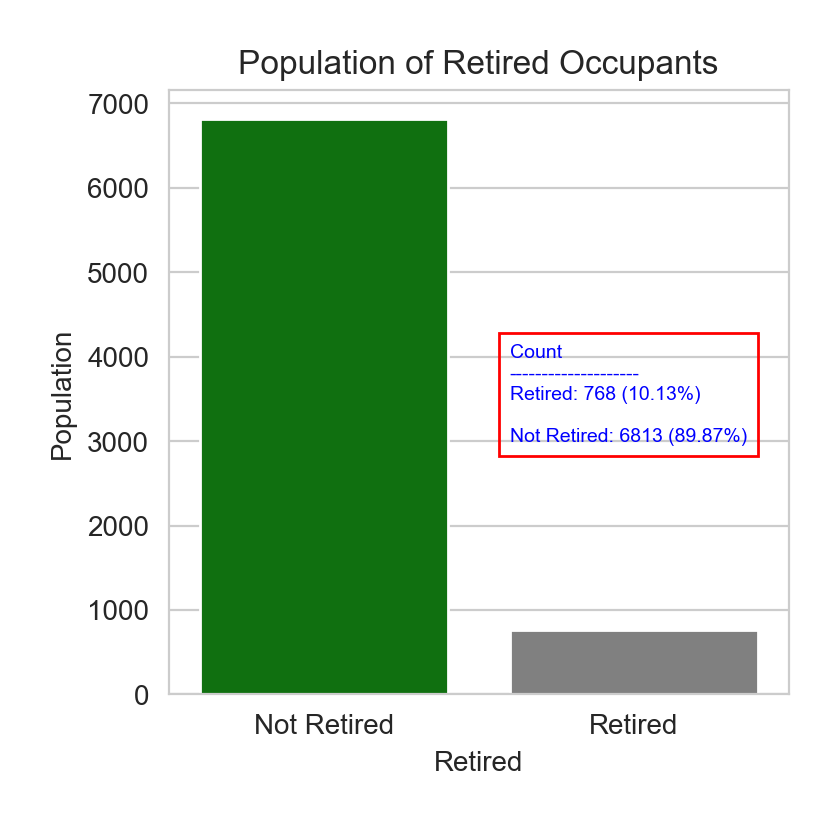 Population of Retired Occupants
7000
6000
5000
4000
3000
2000
1000
0
Population
Count
--------------------
Retired: 768 (10.13%)
Not Retired: 6813 (89.87%)
Not Retired
Retired
Retired